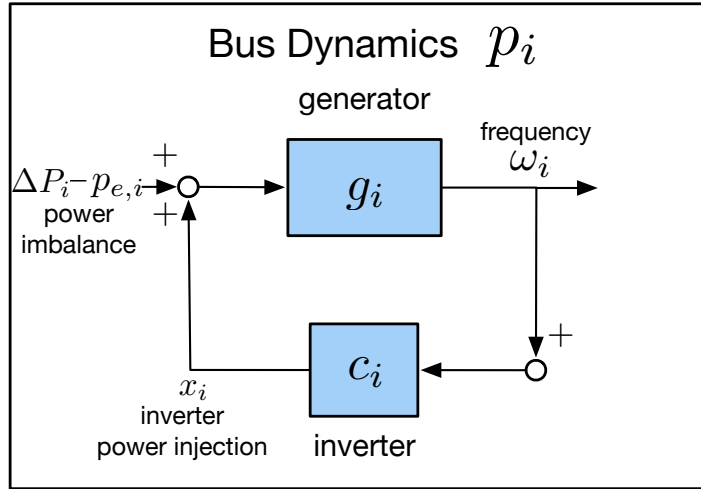 Bus Dynamics p_i
generator
frequency
ω_i
+
ΔP_i–p_{e,i}
+
power
imbalance
g_i
+
c_i
x_i
inverter
power injection
inverter